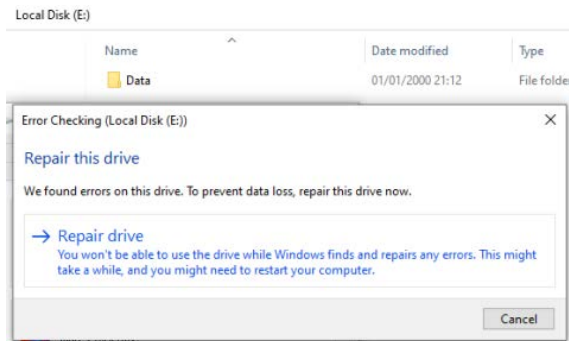 Local Disk (E:)
Name Date modified Type
Data 01/01/2000 21:12 File folde
Error Checking (Local Disk (E:))
Repair this drive
We found errors on this drive. To prevent data loss, repair this drive now.
Repair drive
You won't be able to use the drive while Windows finds and repairs any errors. This might
take a while, and you might need to restart your computer.
Cancel